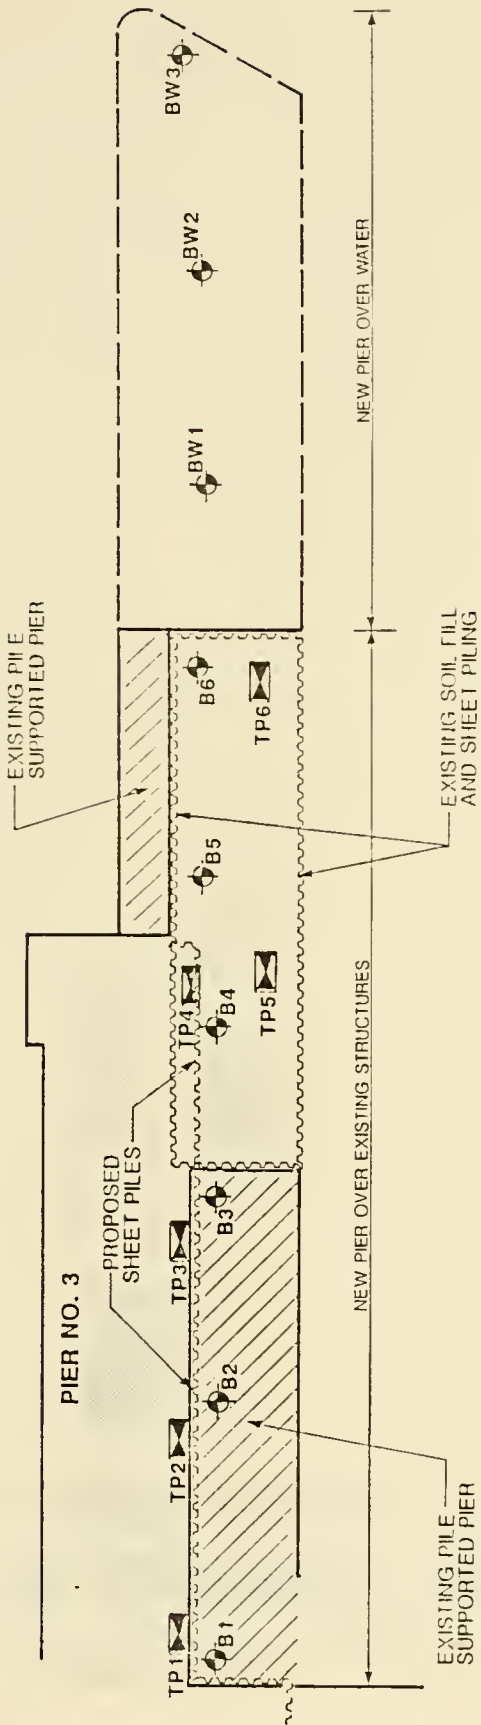 EXISTING PILE
SUPPORTED PIER
PIER NO. 3
PROPOSED
SHEET PILES
TP1
TP2
TP3
TP4
B1
B2
B3
B4
B5
B6
BW1
BW2
BW3
TP5
TP6
EXISTING PILE
SUPPORTED PIER
EXISTING SOIL FILL
AND SHEET PILING
NEW PIER OVER EXISTING STRUCTURES
NEW PIER OVER WATER